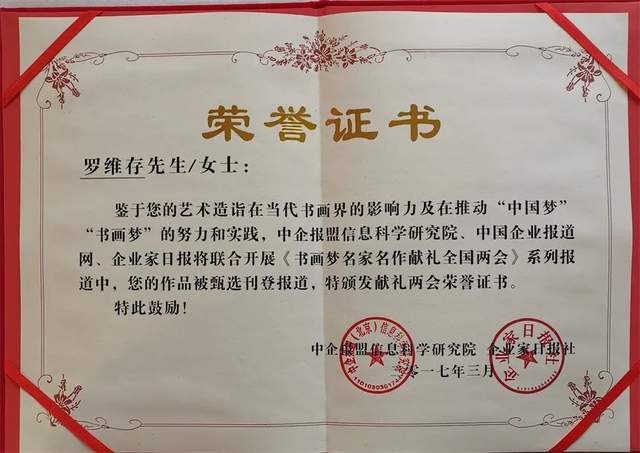 荣誉证书
罗维存先生/女士：
鉴于您的艺术造诣在当代书画界的影响力及在推动“中国梦”
“书画梦”的努力和实践，中企报盟信息科学研究院、中国企业报道
网、企业家日报将联合开展《书画梦名家名作献礼全国两会》系列报
道中，您的作品被甄选刊登报道，特颁发献礼两会荣誉证书。
特此鼓励！
中企报盟信息科学研究院 企业家日报社
二零一七年三月
企业家日报社